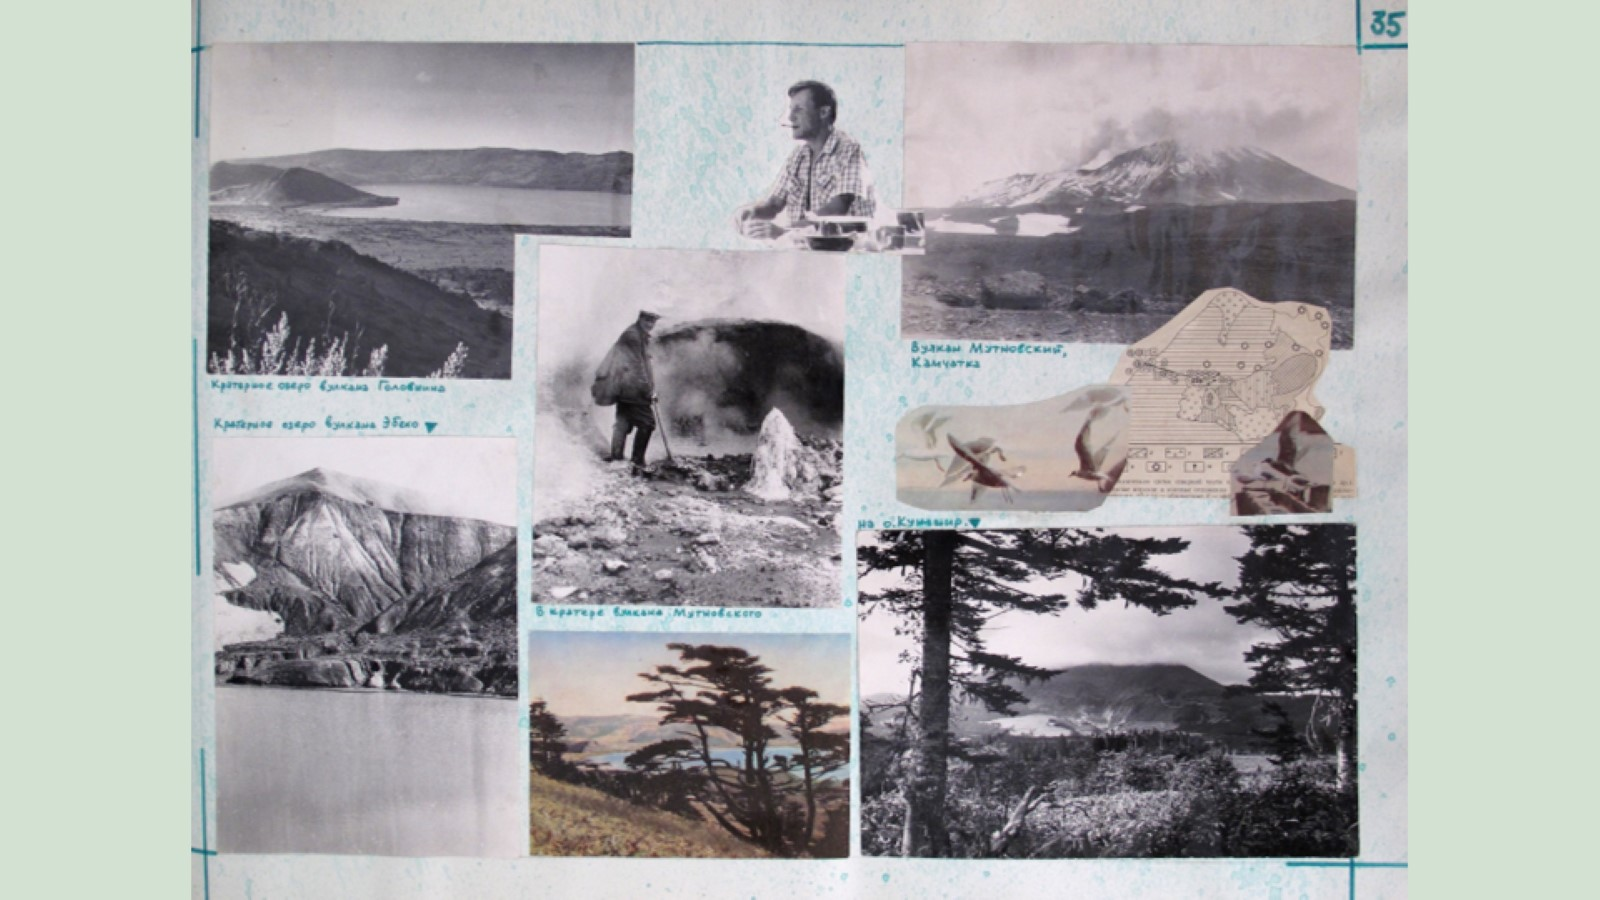 35
Кратерное озеро вулкана Головнина
Кратерное озеро вулкана Эбеко
Вулкан Мутновский,
Камчатка
В кратере вулкана Мутновского
на о.Кунашир.